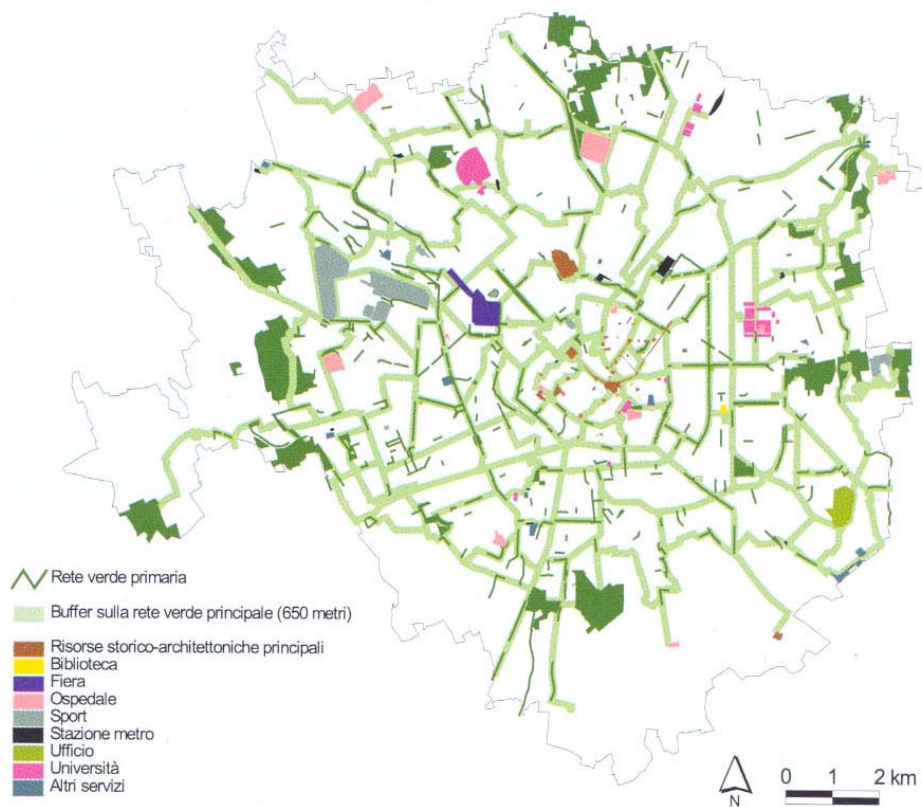 Rete verde primaria
Buffer sulla rete verde principale (650 metri)
Risorse storico-architettoniche principali
Biblioteca
Fiera
Ospedale
Sport
Stazione metro
Ufficio
Università
Altri servizi
N
0 1 2 km